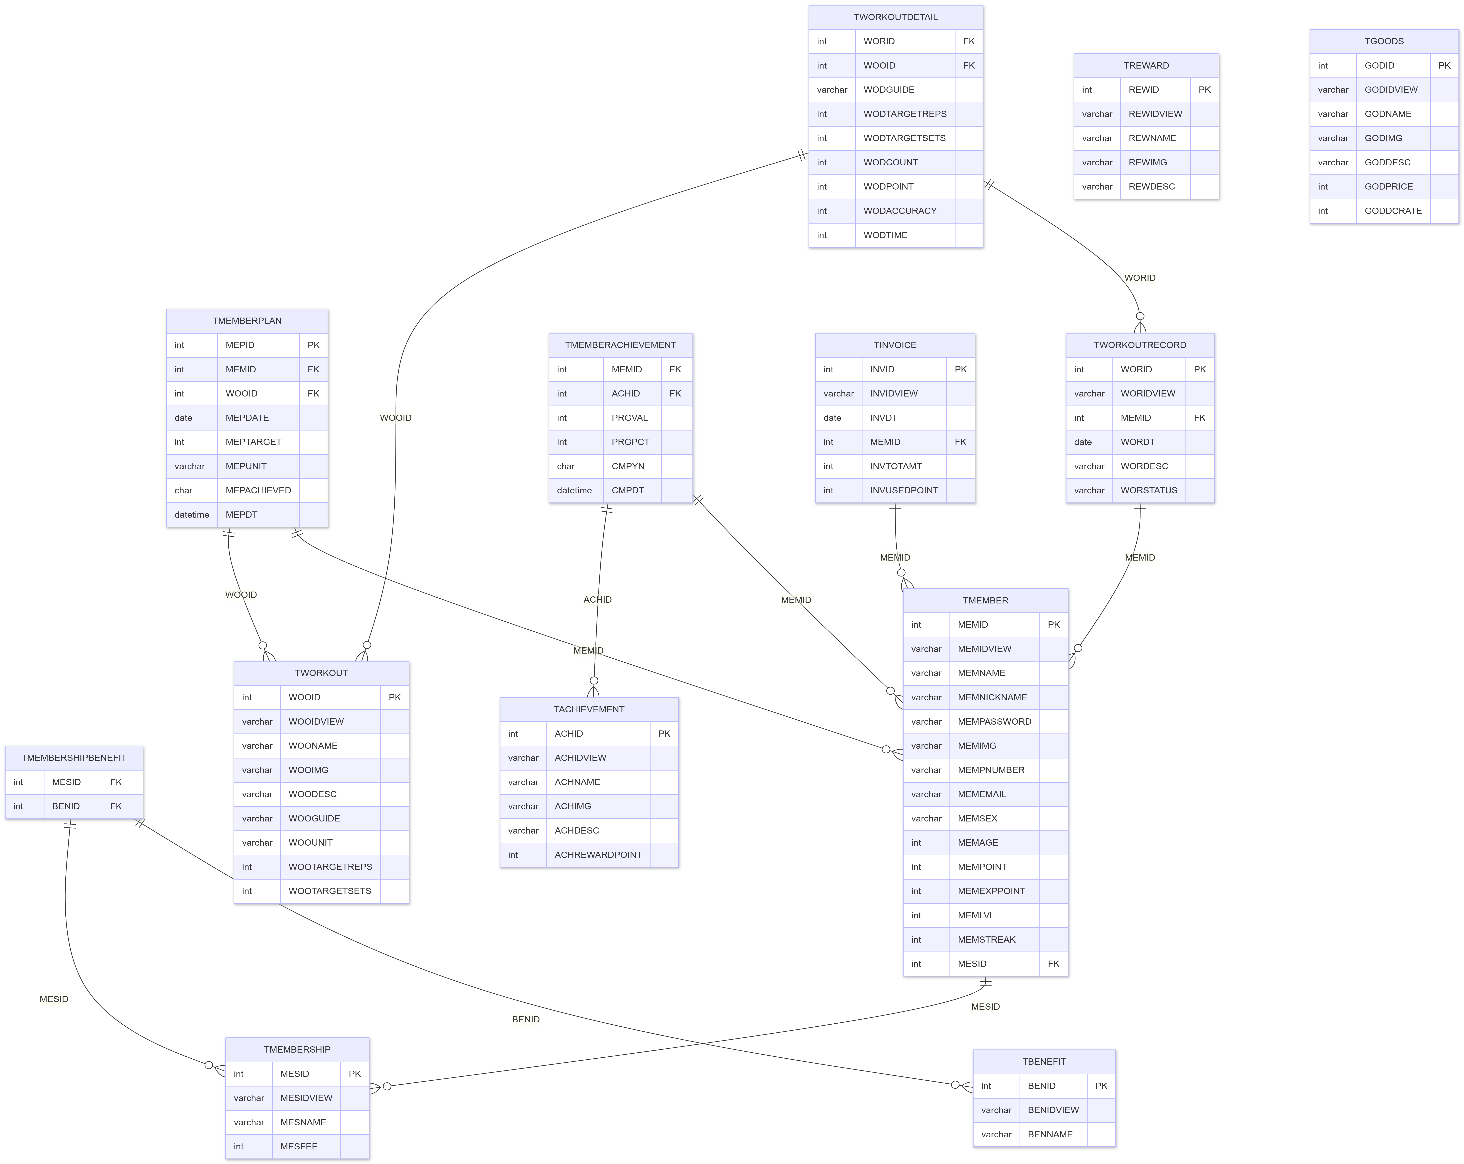 TWORKOUTDETAIL
int WORID FK
int WOOID FK
varchar WODGUIDE
int WODTARGETREPS
int WODTARGETSETS
int WODCOUNT
int WODPOINT
int WODACCURACY
int WODTIME
TREWARD
int REWID PK
varchar REWIDVIEW
varchar REWNAME
varchar REWIMG
varchar REWDESC
TGOODS
int GODID PK
varchar GODIDVIEW
varchar GODNAME
varchar GODIMG
varchar GODDESC
int GODPRICE
int GODDCRATE
WORID
WOOID
TMEMBERPLAN
int MEPID PK
int MEMID FK
int WOOID FK
date MEPDATE
int MEPTARGET
varchar MEPUNIT
char MEPACHIEVED
datetime MEPDT
TMEMBERACHIEVEMENT
int MEMID FK
int ACHID FK
int PRGVAL
int PRGPCT
char CMPYN
datetime CMPDT
TINVOICE
int INVID PK
varchar INVIDVIEW
date INVDT
int MEMID FK
int INVTOTAMT
int INVUSEDPOINT
TWORKOUTRECORD
int WORID PK
varchar WORIDVIEW
int MEMID FK
date WORDT
varchar WORDESC
varchar WORSTATUS
MEMID
MEMID
WOOID
ACHID
MEMID
MEMID
TMEMBER
int MEMID PK
varchar MEMIDVIEW
varchar MEMNAME
varchar MEMNICKNAME
varchar MEMPASSWORD
varchar MEMIMG
varchar MEMPNUMBER
varchar MEMEMAIL
varchar MEMSEX
int MEMAGE
int MEMPOINT
int MEMEXPPOINT
int MEMLVL
int MEMSTREAK
int MESID FK
TWORKOUT
int WOOID PK
varchar WOOIDVIEW
varchar WOONAME
varchar WOOIMG
varchar WOODESC
varchar WOOGUIDE
varchar WOOUNIT
int WOOTARGETREPS
int WOOTARGETSETS
TACHIEVEMENT
int ACHID PK
varchar ACHIDVIEW
varchar ACHNAME
varchar ACHIMG
varchar ACHDESC
int ACHREWARDPOINT
TMEMBERSHIPBENEFIT
int MESID FK
int BENID FK
MESID
BENID
MESID
TMEMBERSHIP
int MESID PK
varchar MESIDVIEW
varchar MESNAME
int MESFEE
TBENEFIT
int BENID PK
varchar BENIDVIEW
varchar BENNAME